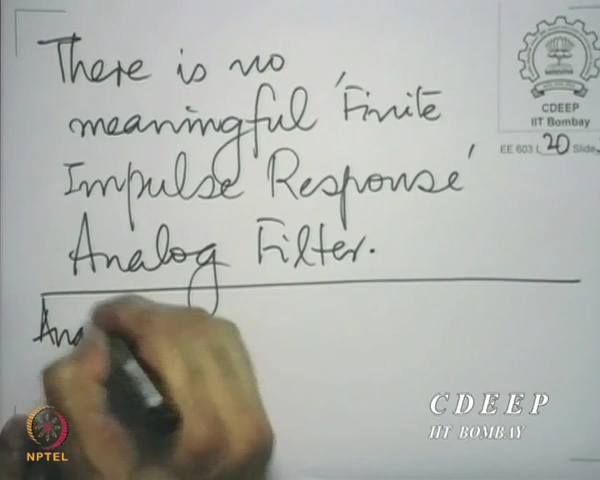 There is no
meaningful 'Finite
Impulse Response'
Analog Filter.
Ana
CDEEP
IIT Bombay
EE 603 L 20 Slide
CDEEP
IIT BOMBAY
NPTEL